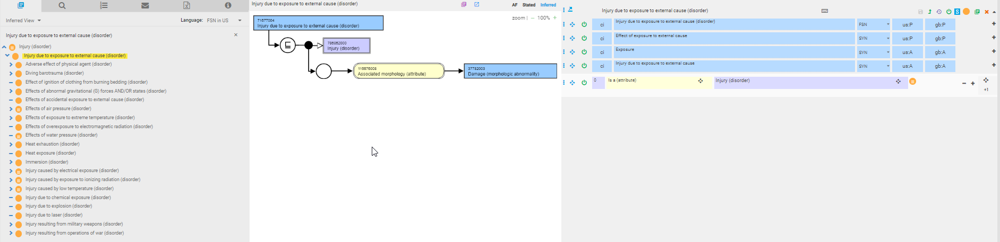 Inferred View
Language: FSN in US
Injury due to exposure to external cause (disorder)
Injury (disorder)
Injury due to exposure to external cause (disorder)
Adverse effect of physical agent (disorder)
Diving barotrauma (disorder)
Effect of ignition of clothing from burning bedding (disorder)
Effects of abnormal gravitational (G) forces AND/OR states (disorder)
Effects of accidental exposure to external cause (disorder)
Effects of air pressure (disorder)
Effects of exposure to extreme temperature (disorder)
Effects of overexposure to electromagnetic radiation (disorder)
Effects of water pressure (disorder)
Heat exhaustion (disorder)
Heat exposure (disorder)
Immersion (disorder)
Injury caused by electrical exposure (disorder)
Injury caused by exposure to ionizing radiation (disorder)
Injury caused by low temperature (disorder)
Injury due to chemical exposure (disorder)
Injury due to explosion (disorder)
Injury due to laser (disorder)
Injury resulting from military weapons (disorder)
Injury resulting from operations of war (disorder)
Injury due to exposure to external cause (disorder)
AF Stated Inferred
zoom | − 100% +
71677004
Injury due to exposure to external cause (disorder)
Injury (disorder)
Associated morphology (attribute)
37782003
Damage (morphologic abnormality)
Injury due to exposure to external cause (disorder)
S
ci Injury due to exposure to external cause (disorder) FSN us:P gb:P
ci Effect of exposure to external cause SYN us:P gb:P
ci Exposure SYN us:A gb:A
ci Injury due to exposure to external cause SYN us:A gb:A
0 Is a (attribute) Injury (disorder)
+1